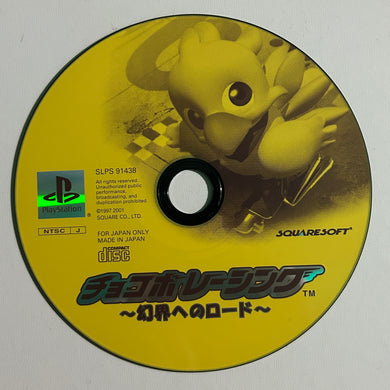 SLPS 91438
All rights reserved.
Unauthorized public
performance,
broadcasting, and
duplication prohibited.
©1997 2001
SQUARE CO., LTD.
PlayStation
NTSC J
FOR JAPAN ONLY
MADE IN JAPAN
COMPACT
disc
SQUARESOFT
チョコボレーシング TM
～幻界へのロード～